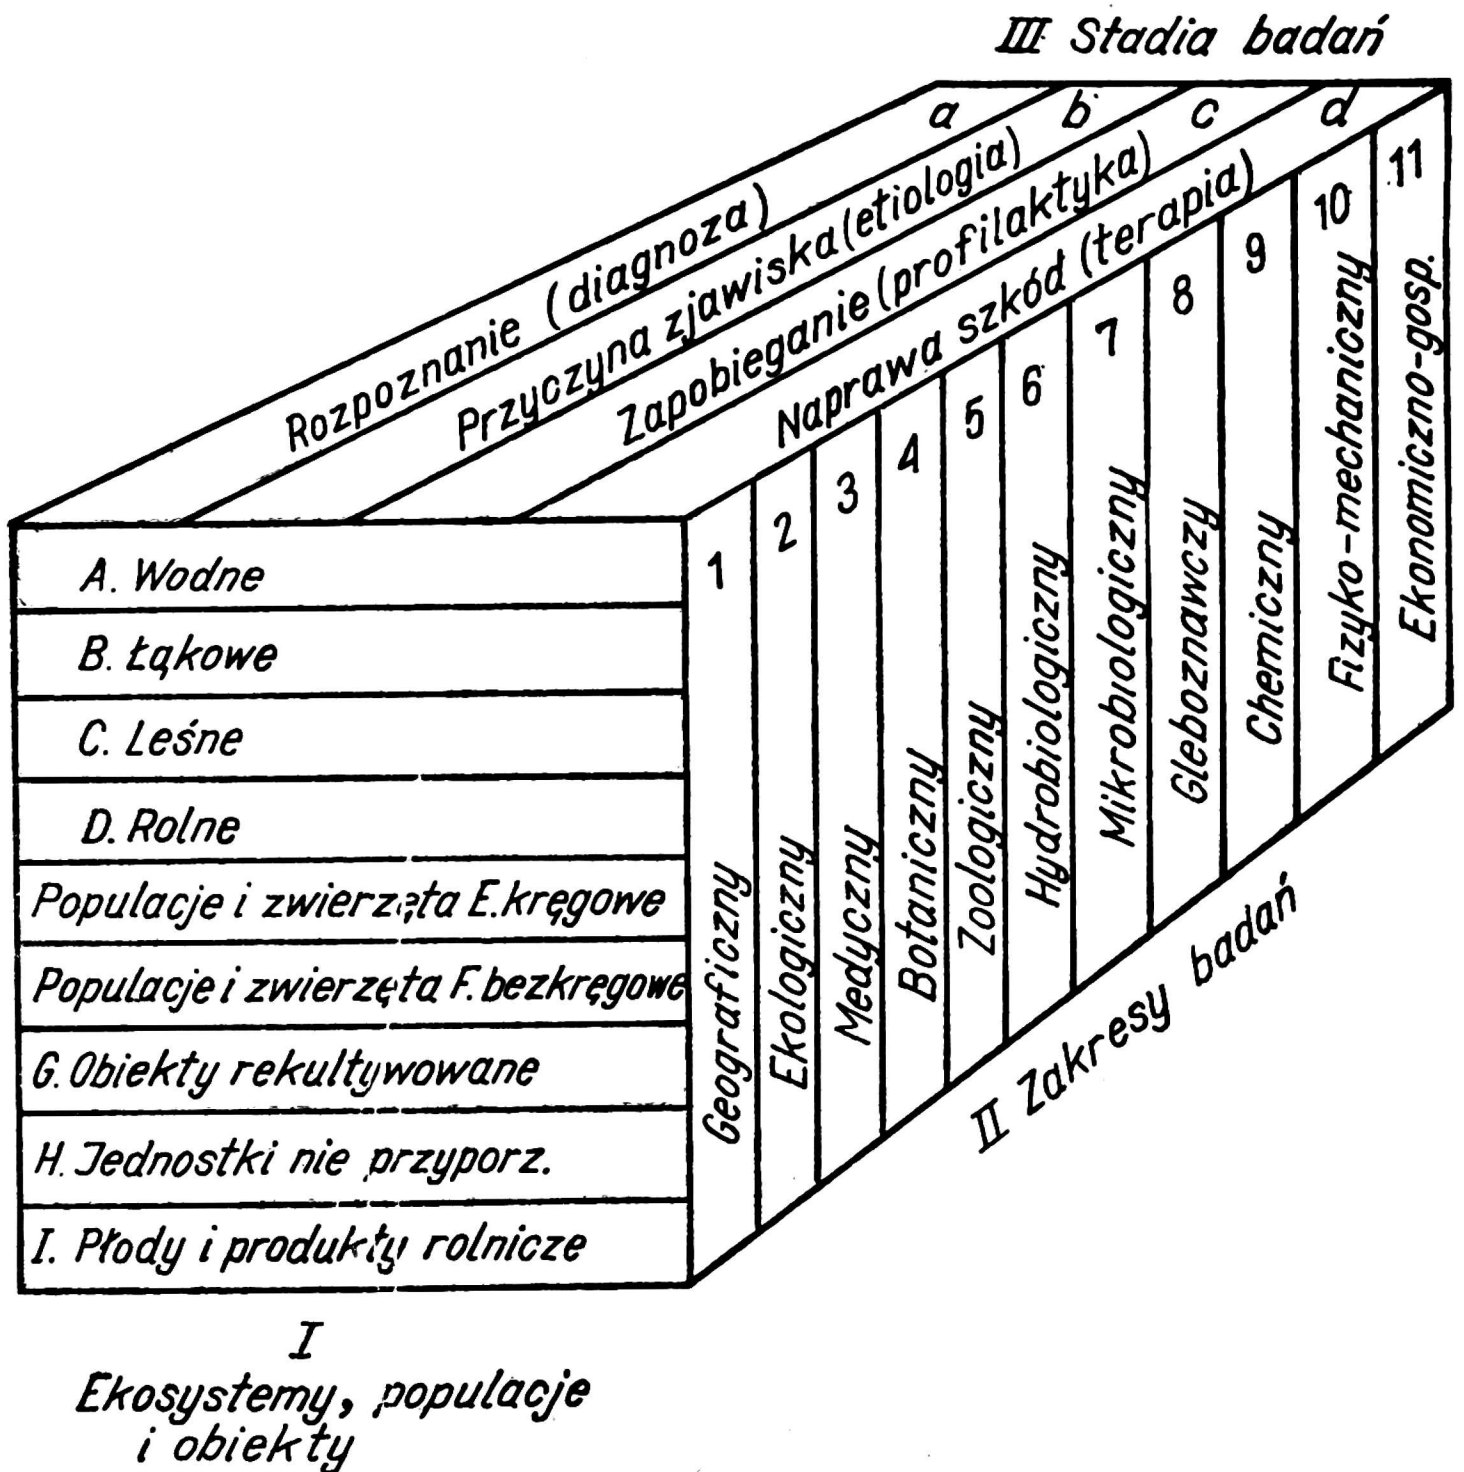 III Stadia badań
a b c d
Rozpoznanie (diagnoza)
Przyczyna zjawiska (etiologia)
Zapobieganie (profilaktyka)
Naprawa szkód (terapia)
A. Wodne
B. Łąkowe
C. Leśne
D. Rolne
Populacje i zwierzęta E. kręgowe
Populacje i zwierzęta F. bezkręgowe
G. Obiekty rekultywowane
H. Jednostki nie przyporz.
I. Płody i produkty rolnicze
1 Geograficzny
2 Ekologiczny
3 Medyczny
4 Botaniczny
5 Zoologiczny
6 Hydrobiologiczny
7 Mikrobiologiczny
8 Gleboznawczy
9 Chemiczny
10 Fizyko-mechaniczny
11 Ekonomiczno-gosp.
II Zakresy badań
I
Ekosystemy, populacje
i obiekty